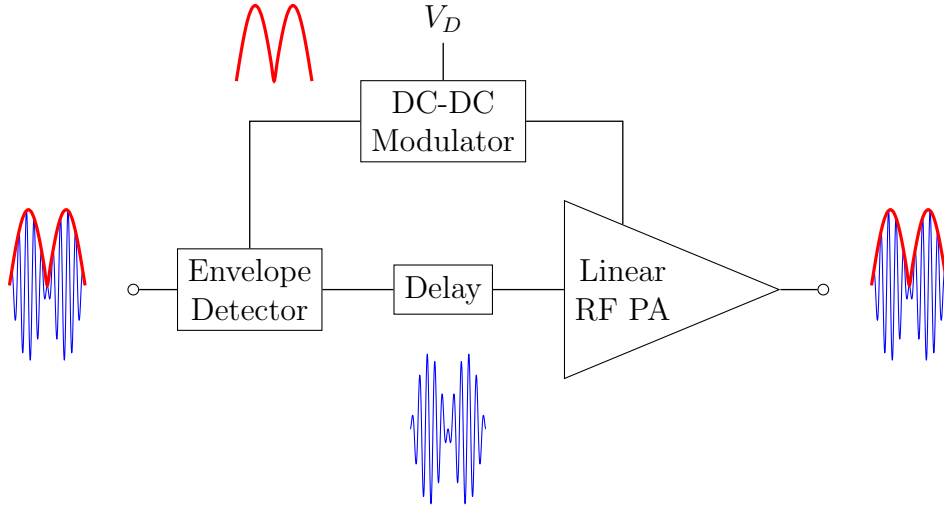 V_D
DC-DC
Modulator
Envelope
Detector
Delay
Linear
RF PA